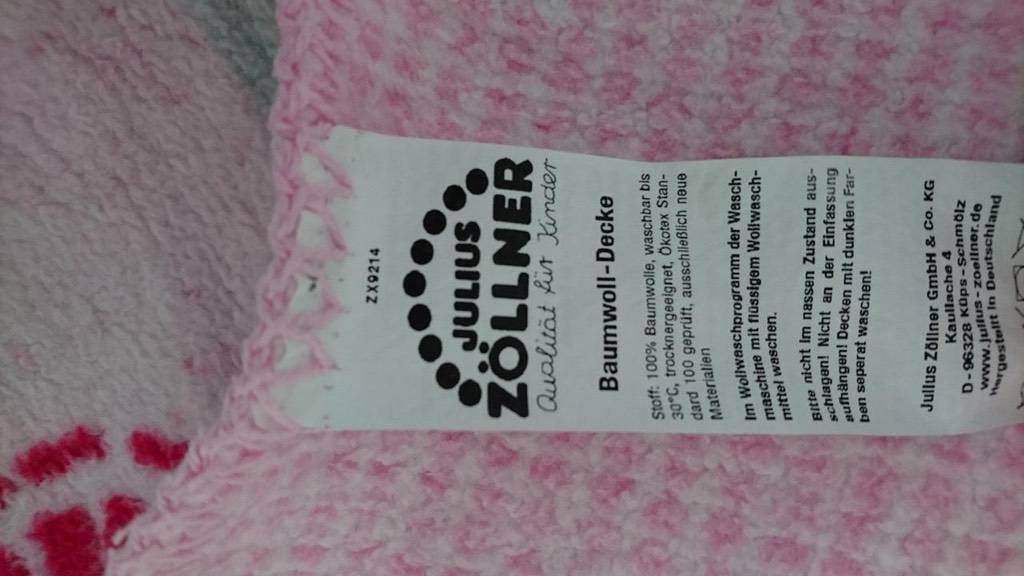 ZX9214
JULIUS
ZÖLLNER
Qualität für Kinder
Baumwoll-Decke
Stoff: 100% Baumwolle, waschbar bis
30°C, trocknergeeignet, Ökotex Stan-
dard 100 geprüft, ausschließlich neue
Materialien
Im Wollwaschprogramm der Wasch-
maschine mit flüssigem Wollwasch-
mittel waschen.
Bitte nicht im nassen Zustand aus-
schlagen! Nicht an der Einfassung
aufhängen! Decken mit dunklen Far-
ben separat waschen!
Julius Zöllner GmbH & Co. KG
Kaullache 4
D-96328 Küps-Schmölz
www.julius-zoellner.de
Hergestellt in Deutschland